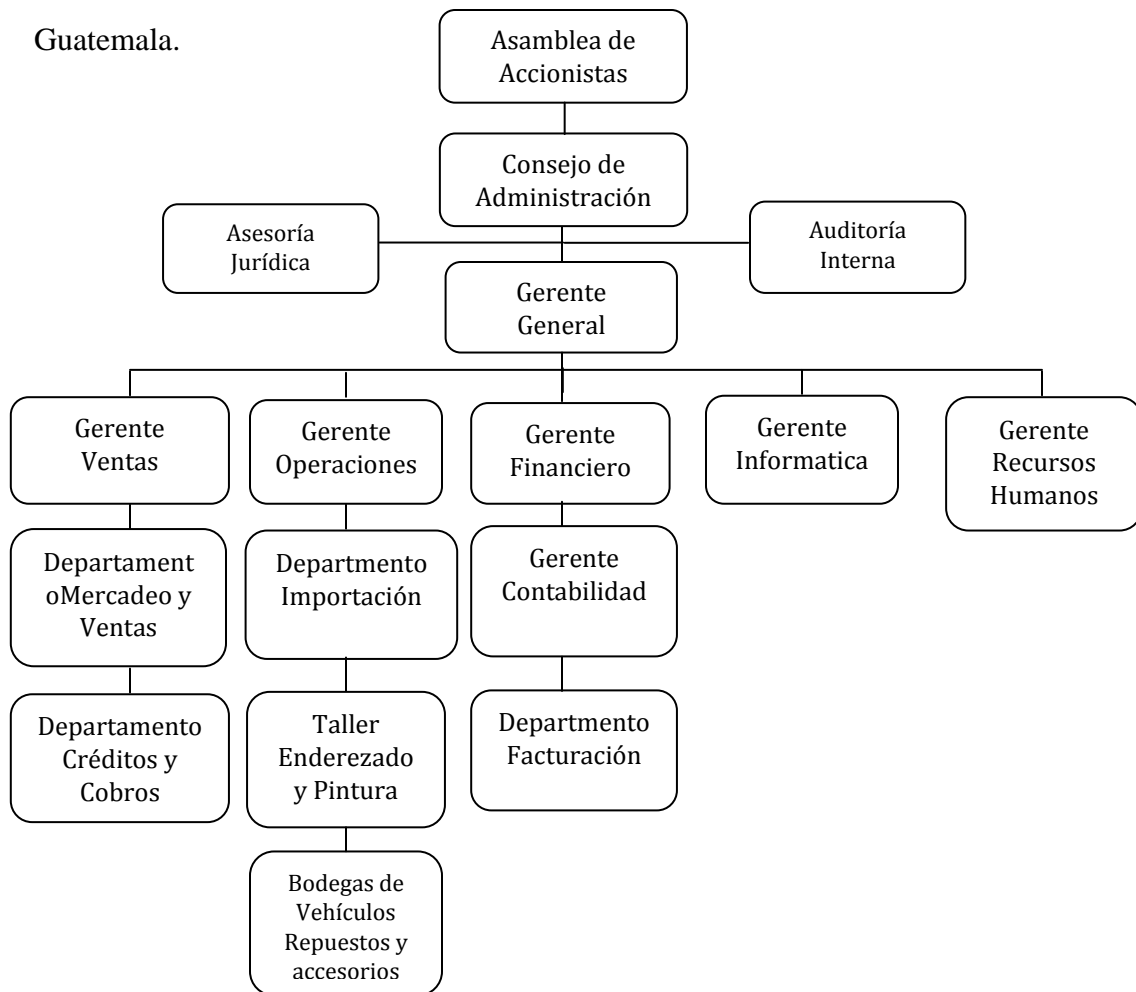 Guatemala.
Asamblea de
Accionistas
Consejo de
Administración
Asesoría
Jurídica
Auditoría
Interna
Gerente
General
Gerente
Ventas
Gerente
Operaciones
Gerente
Financiero
Gerente
Informatica
Gerente
Recursos
Humanos
Departament
oMercadeo y
Ventas
Departmento
Importación
Gerente
Contabilidad
Departamento
Créditos y
Cobros
Taller
Enderezado
y Pintura
Departmento
Facturación
Bodegas de
Vehículos
Repuestos y
accesorios